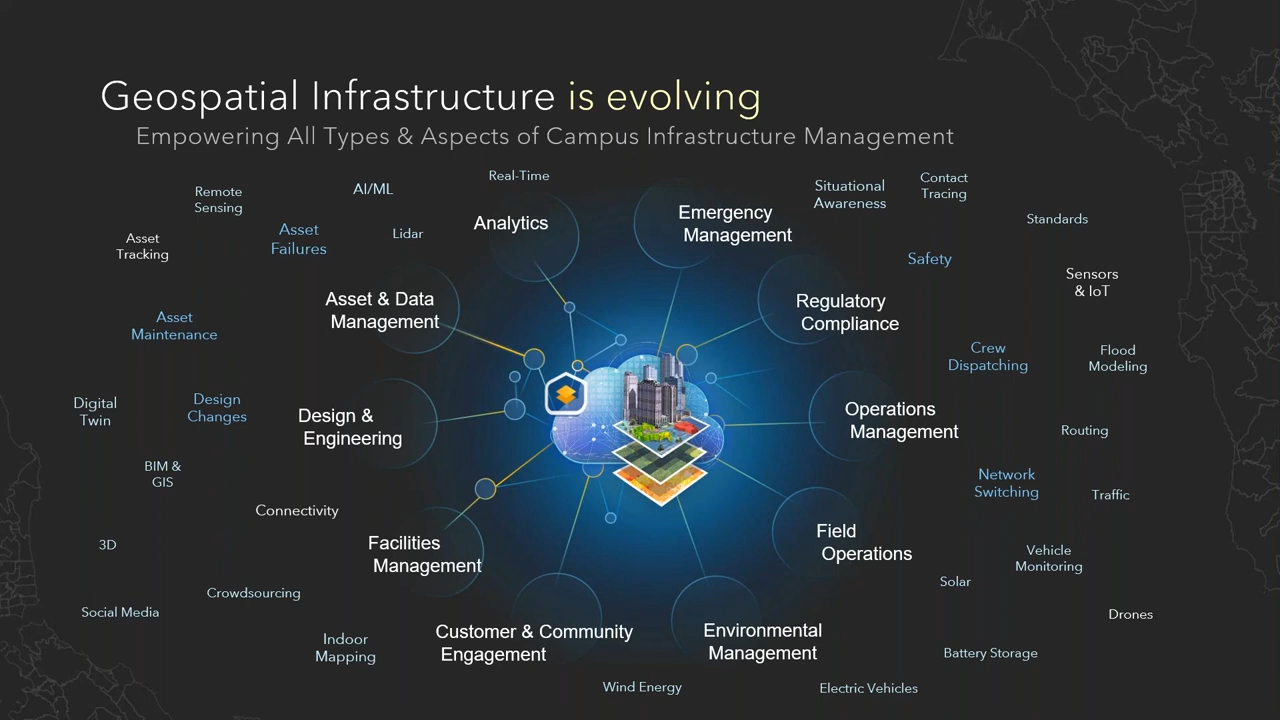 Geospatial Infrastructure is evolving
Empowering All Types & Aspects of Campus Infrastructure Management
Real-Time
Remote
Sensing
AI/ML
Situational
Awareness
Contact
Tracing
Analytics
Emergency
Management
Standards
Asset
Tracking
Asset
Failures
Lidar
Safety
Sensors
& IoT
Asset & Data
Management
Regulatory
Compliance
Asset
Maintenance
Crew
Dispatching
Flood
Modeling
Digital
Twin
Design
Changes
Design &
Engineering
Operations
Management
Routing
BIM &
GIS
Network
Switching
Traffic
Connectivity
3D
Facilities
Management
Field
Operations
Vehicle
Monitoring
Solar
Crowdsourcing
Social Media
Drones
Indoor
Mapping
Customer & Community
Engagement
Environmental
Management
Battery Storage
Wind Energy
Electric Vehicles